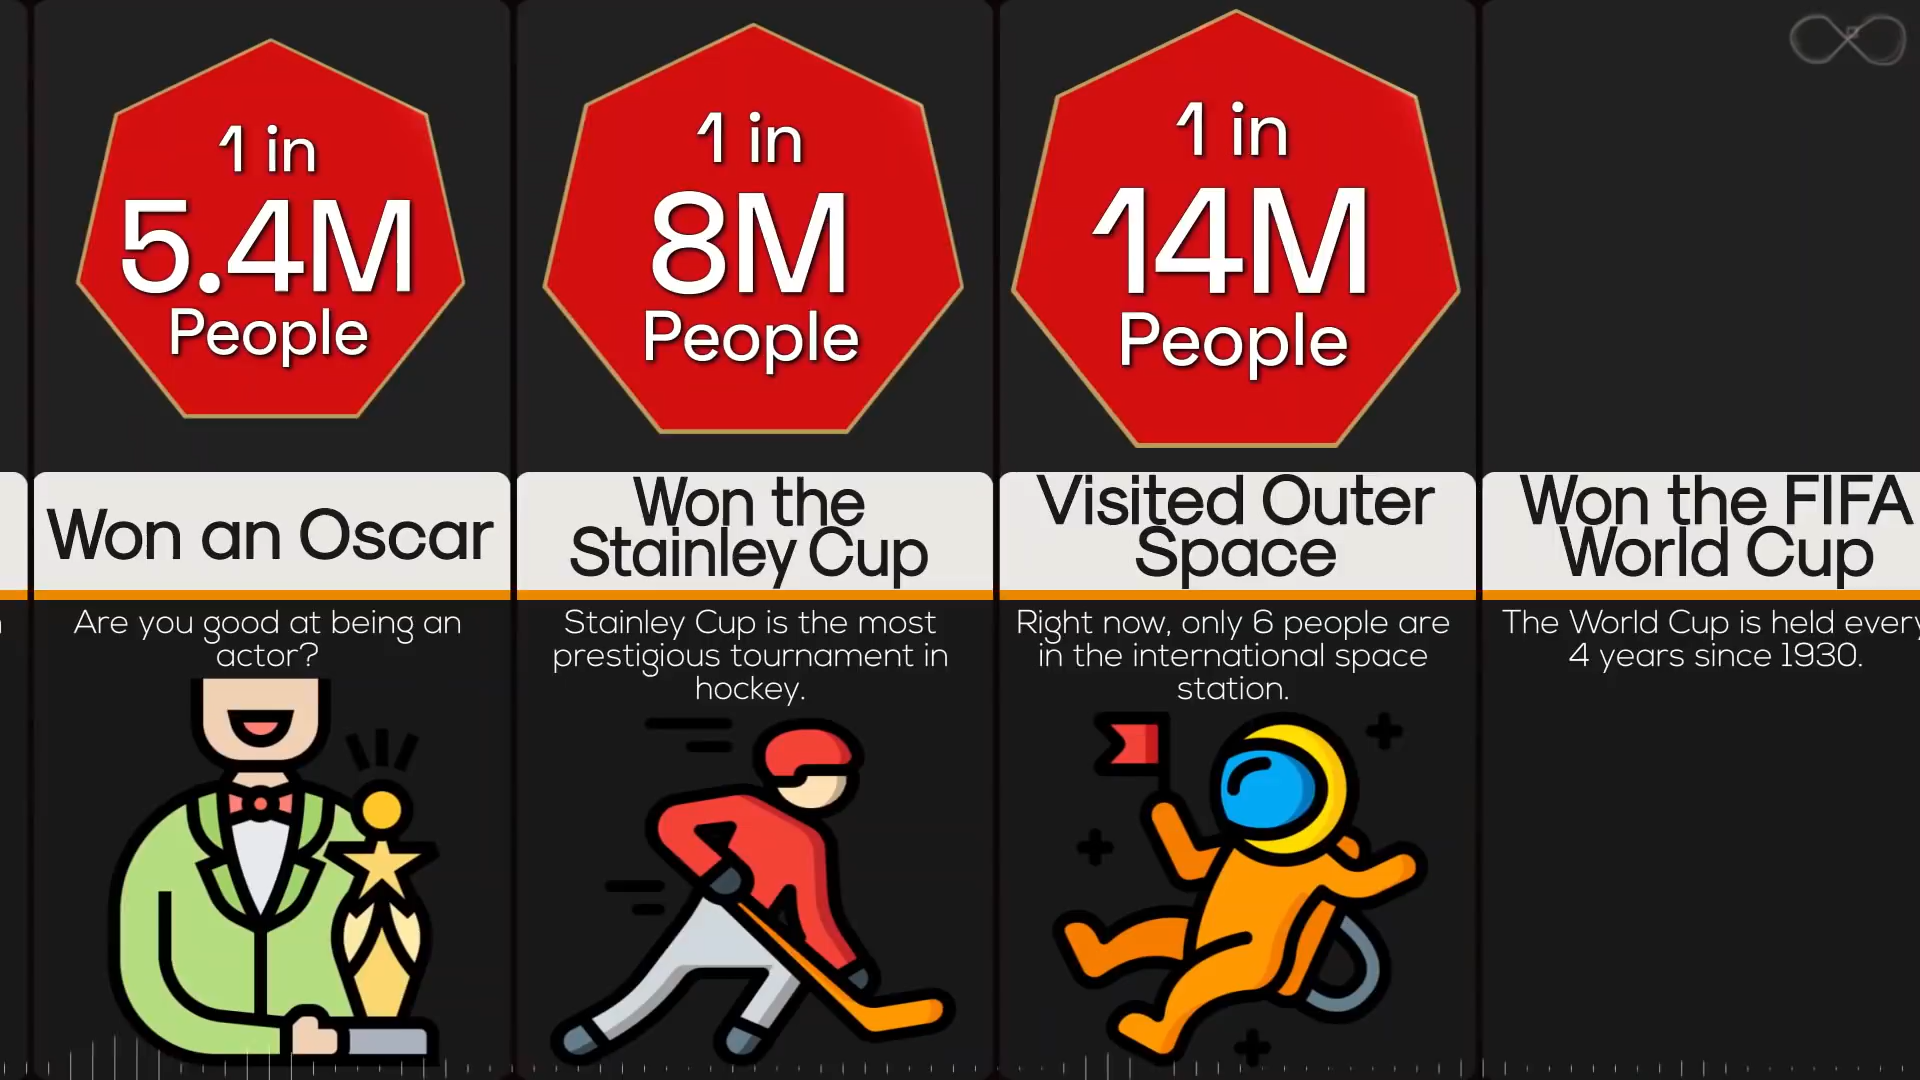 1 in
5.4M
People
Won an Oscar
Are you good at being an
actor?
1 in
8M
People
Won the
Stainley Cup
Stainley Cup is the most
prestigious tournament in
hockey.
1 in
14M
People
Visited Outer
Space
Right now, only 6 people are
in the international space
station.
Won the FIFA
World Cup
The World Cup is held every
4 years since 1930.